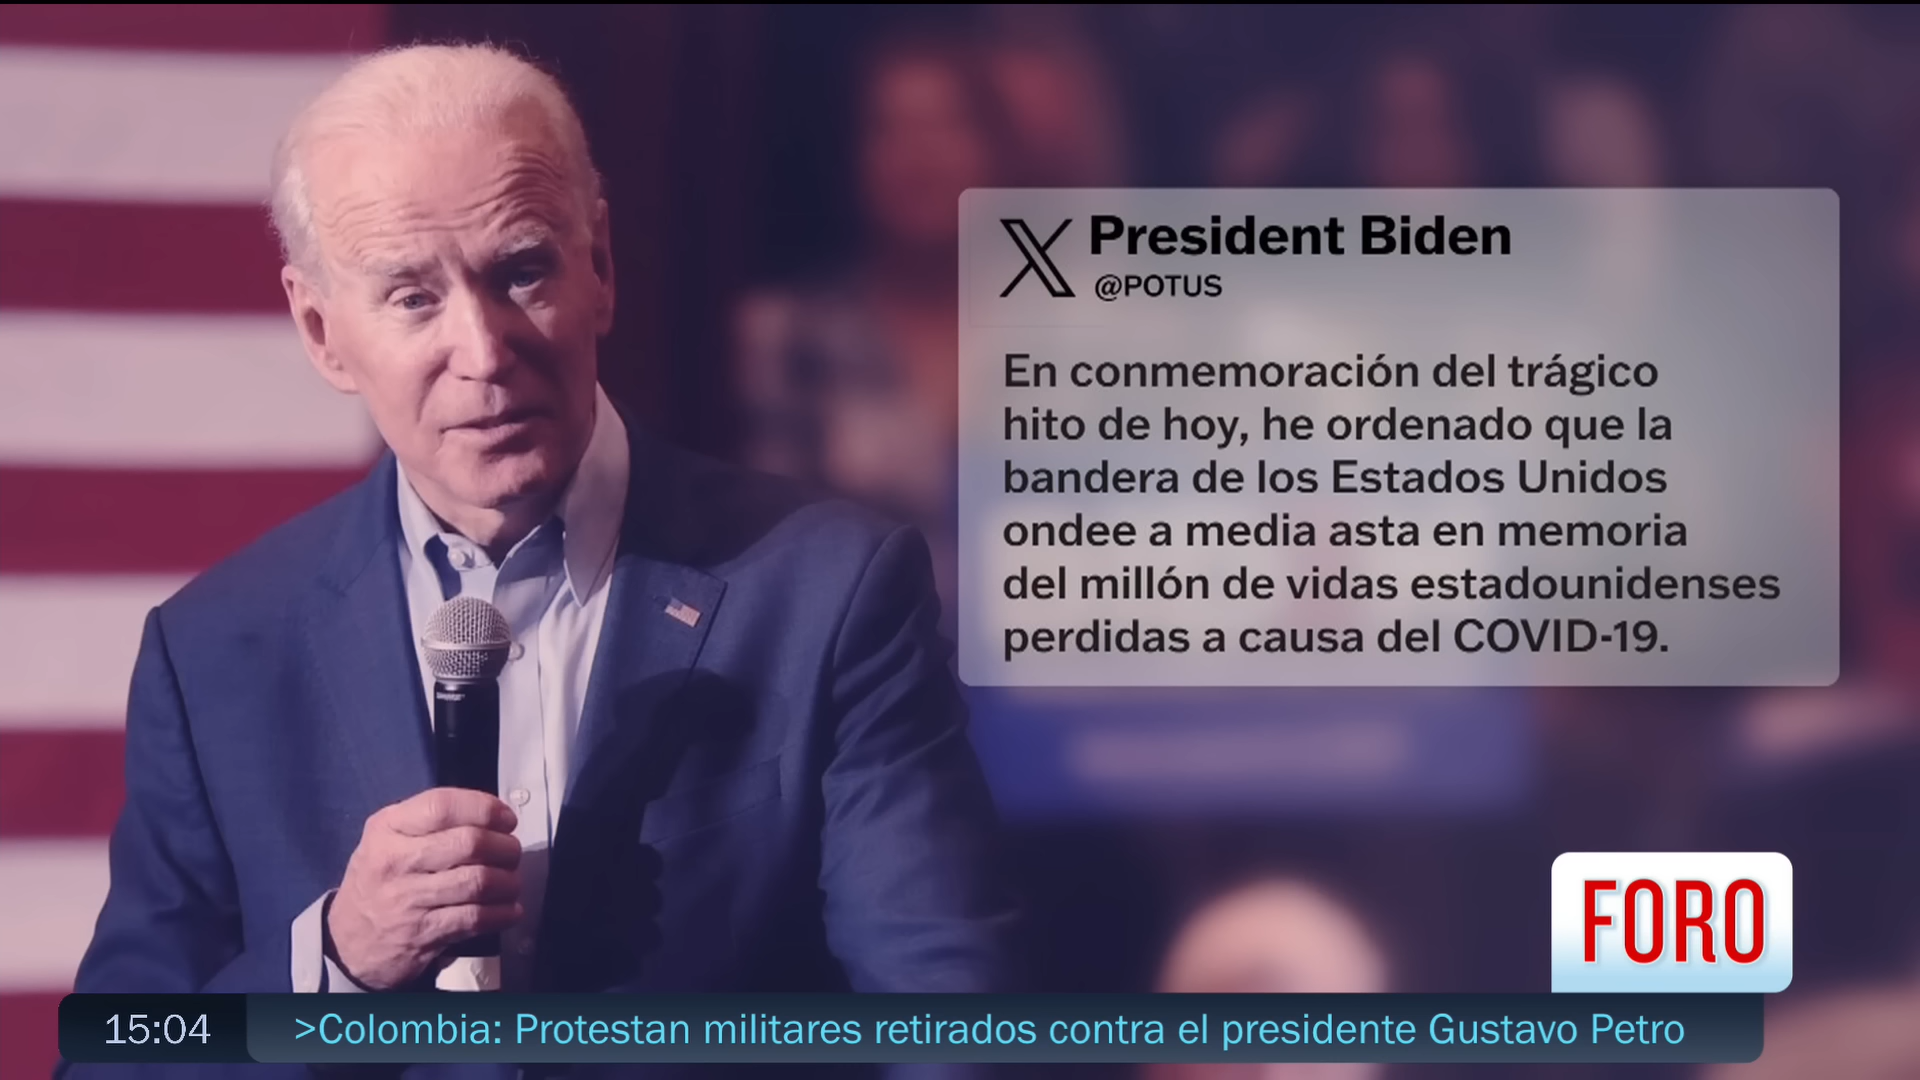 President Biden
@POTUS
En conmemoración del trágico
hito de hoy, he ordenado que la
bandera de los Estados Unidos
ondee a media asta en memoria
del millón de vidas estadounidenses
perdidas a causa del COVID-19.
FORO
15:04
>Colombia: Protestan militares retirados contra el presidente Gustavo Petro